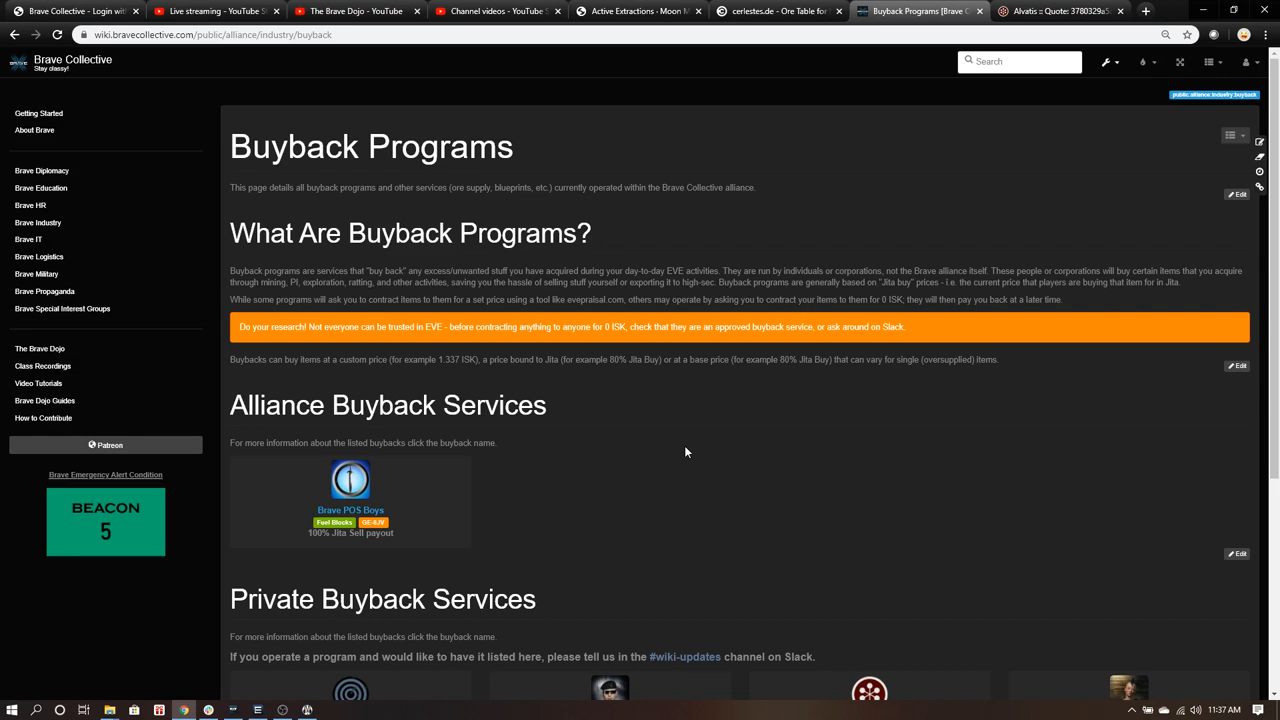 Brave Collective - Login with
Live streaming - YouTube S
The Brave Dojo - YouTube
Channel videos - YouTube S
Active Extractions - Moon M
cerlestes.de - Ore Table for
Buyback Programs [Brave C
Alvatis :: Quote: 3780329a5
wiki.bravecollective.com/public/alliance/industry/buyback
Brave Collective
Stay classy!
Search
public:alliance:industry:buyback
Getting Started
About Brave
Brave Diplomacy
Brave Education
Brave HR
Brave Industry
Brave IT
Brave Logistics
Brave Military
Brave Propaganda
Brave Special Interest Groups
The Brave Dojo
Class Recordings
Video Tutorials
Brave Dojo Guides
How to Contribute
Patreon
Brave Emergency Alert Condition
BEACON
5
Buyback Programs
This page details all buyback programs and other services (ore supply, blueprints, etc.) currently operated within the Brave Collective alliance.
Edit
What Are Buyback Programs?
Buyback programs are services that "buy back" any excess/unwanted stuff you have acquired during your day-to-day EVE activities. They are run by individuals or corporations, not the Brave alliance itself. These people or corporations will buy certain items that you acquire
through mining, PI, exploration, ratting, and other activities, saving you the hassle of selling stuff yourself or exporting it to high-sec. Buyback programs are generally based on "Jita buy" prices - i.e. the current price that players are buying that item for in Jita.
While some programs will ask you to contract items to them for a set price using a tool like evepraisal.com, others may operate by asking you to contract your items to them for 0 ISK; they will then pay you back at a later time.
Do your research! Not everyone can be trusted in EVE - before contracting anything to anyone for 0 ISK, check that they are an approved buyback service, or ask around on Slack.
Buybacks can buy items at a custom price (for example 1.337 ISK), a price bound to Jita (for example 80% Jita Buy) or at a base price (for example 80% Jita Buy) that can vary for single (oversupplied) items.
Edit
Alliance Buyback Services
For more information about the listed buybacks click the buyback name.
Brave POS Boys
Fuel Blocks GE-8JV
100% Jita Sell payout
Edit
Private Buyback Services
For more information about the listed buybacks click the buyback name.
If you operate a program and would like to have it listed here, please tell us in the #wiki-updates channel on Slack.
11:37 AM